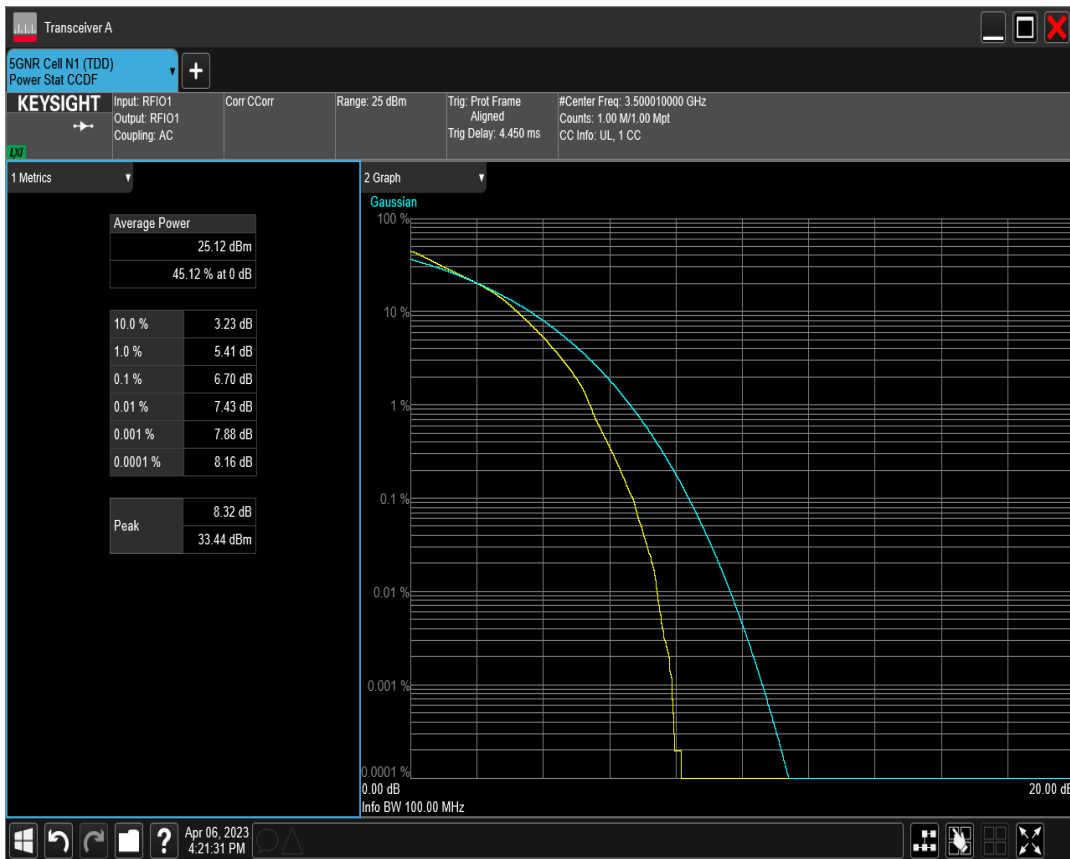 Transceiver A
5GNR Cell N1 (TDD)
Power Stat CCDF
+
KEYSIGHT
LXI
Input: RFIO1
Output: RFIO1
Coupling: AC
Corr CCorr
Range: 25 dBm
Trig: Prot Frame
Aligned
Trig Delay: 4.450 ms
#Center Freq: 3.500010000 GHz
Counts: 1.00 M/1.00 Mpt
CC Info: UL, 1 CC
1 Metrics
Average Power
25.12 dBm
45.12 % at 0 dB
10.0 % 3.23 dB
1.0 % 5.41 dB
0.1 % 6.70 dB
0.01 % 7.43 dB
0.001 % 7.88 dB
0.0001 % 8.16 dB
Peak
8.32 dB
33.44 dBm
2 Graph
Gaussian
100 %
10 %
1 %
0.1 %
0.01 %
0.001 %
0.0001 %
0.00 dB 20.00 dB
Info BW 100.00 MHz
?
Apr 06, 2023
4:21:31 PM